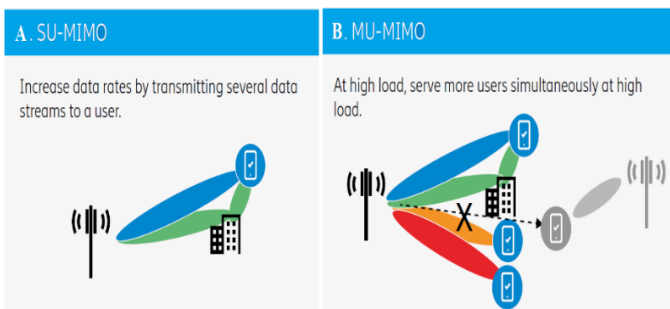 A. SU-MIMO
Increase data rates by transmitting several data
streams to a user.
B. MU-MIMO
At high load, serve more users simultaneously at high
load.
X